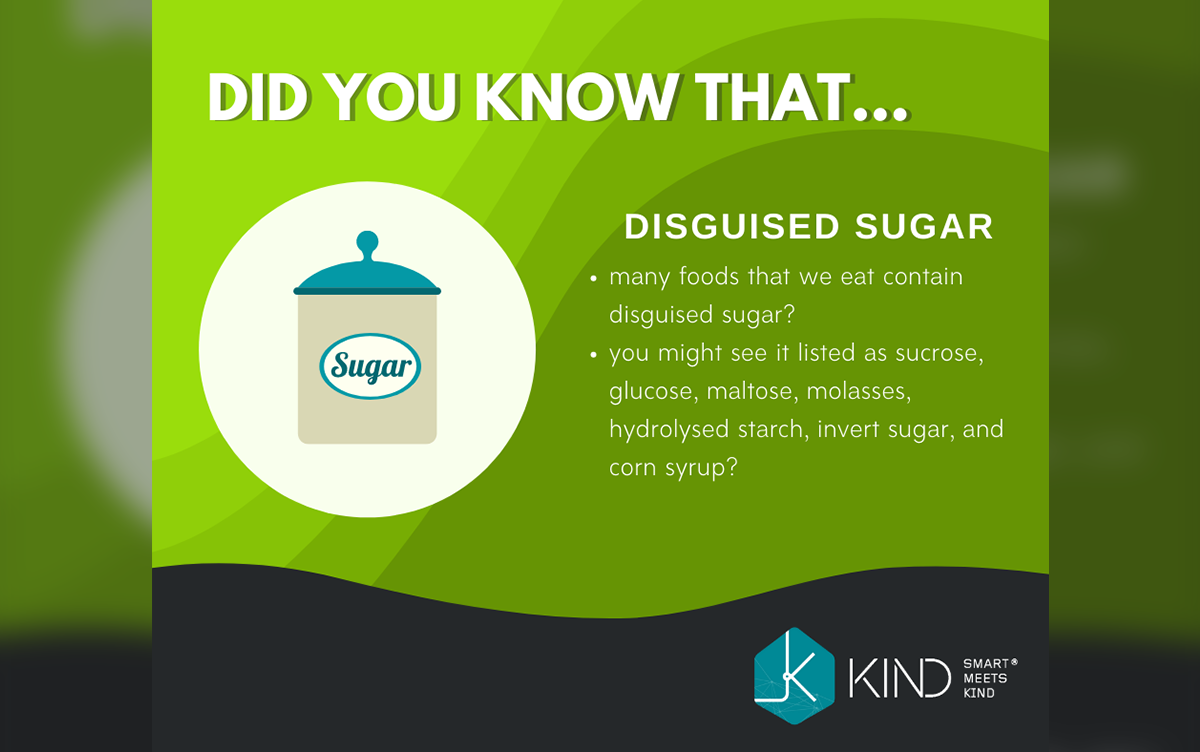 DID YOU KNOW THAT...
Sugar
DISGUISED SUGAR
• many foods that we eat contain
disguised sugar?
• you might see it listed as sucrose,
glucose, maltose, molasses,
hydrolysed starch, invert sugar, and
corn syrup?
KIND
SMART®
MEETS
KIND